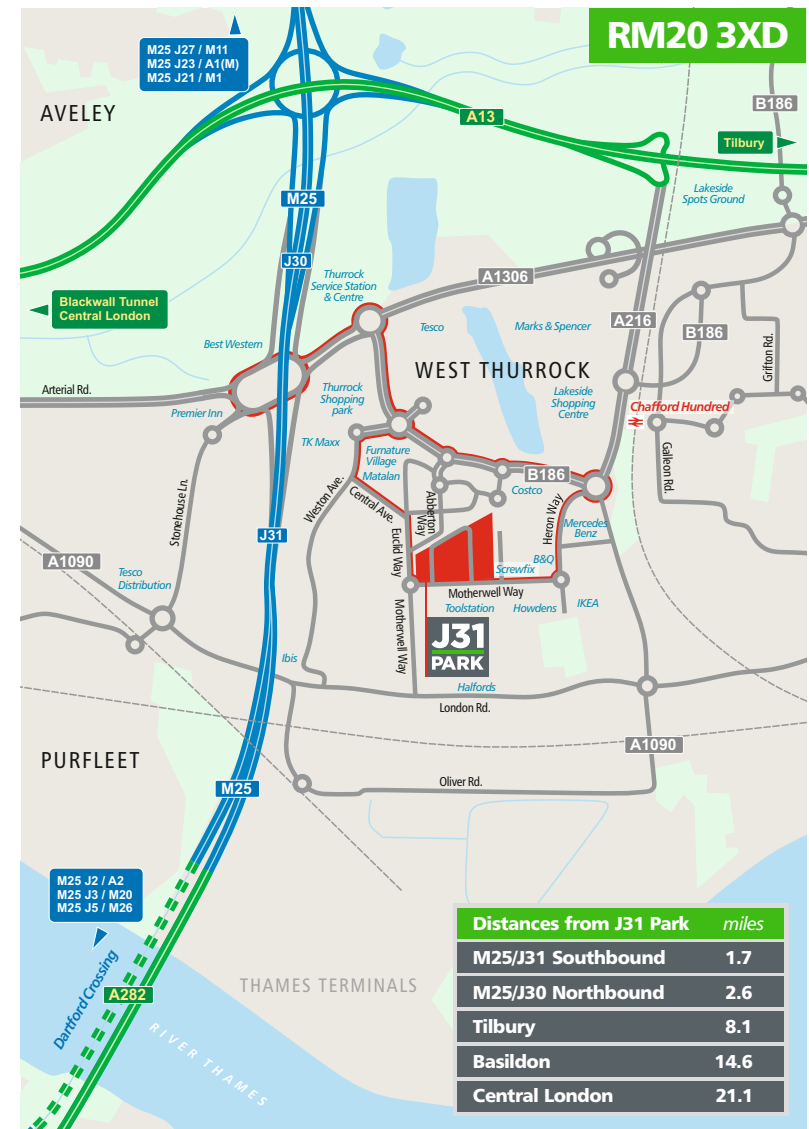 RM20 3XD
M25 J27 / M11
M25 J23 / A1(M)
M25 J21 / M1
AVELEY
B186
A13
Tilbury
Lakeside
Spots Ground
M25
J30
A1306
Thurrock
Service Station
& Centre
Blackwall Tunnel
Central London
A216
Tesco
Marks & Spencer
B186
Best Western
Grifton Rd.
WEST THURROCK
Arterial Rd.
Thurrock
Shopping
park
Lakeside
Shopping
Centre
Premier Inn
Chafford Hundred
TK Maxx
Furnature
Village
Matalan
Galleon Rd.
B186
Costco
Weston Ave.
Central Ave.
Abberton
Way
Heron Way
Stonehouse Ln.
Mercedes
Benz
J31
Euclid Way
A1090
B&Q
Screwfix
Tesco
Distribution
Motherwell Way
Toolstation
Howdens
IKEA
Motherwell Way
J31
PARK
Ibis
Halfords
London Rd.
A1090
PURFLEET
Oliver Rd.
M25
M25 J2 / A2
M25 J3 / M20
M25 J5 / M26
Dartford Crossing
A282
THAMES TERMINALS
RIVER THAMES
Distances from J31 Park miles
M25/J31 Southbound 1.7
M25/J30 Northbound 2.6
Tilbury 8.1
Basildon 14.6
Central London 21.1